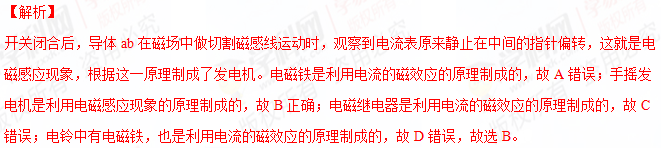 【解析】
开关闭合后，导体 ab 在磁场中做切割磁感线运动时，观察到电流表原来静止在中间的指针偏转，这就是电
磁感应现象，根据这一原理制成了发电机。电磁铁是利用电流的磁效应的原理制成的，故 A 错误；手摇发
电机是利用电磁感应现象的原理制成的，故 B 正确；电磁继电器是利用电流的磁效应的原理制成的，故 C
错误；电铃中有电磁铁，也是利用电流的磁效应的原理制成的，故 D 错误，故选 B。